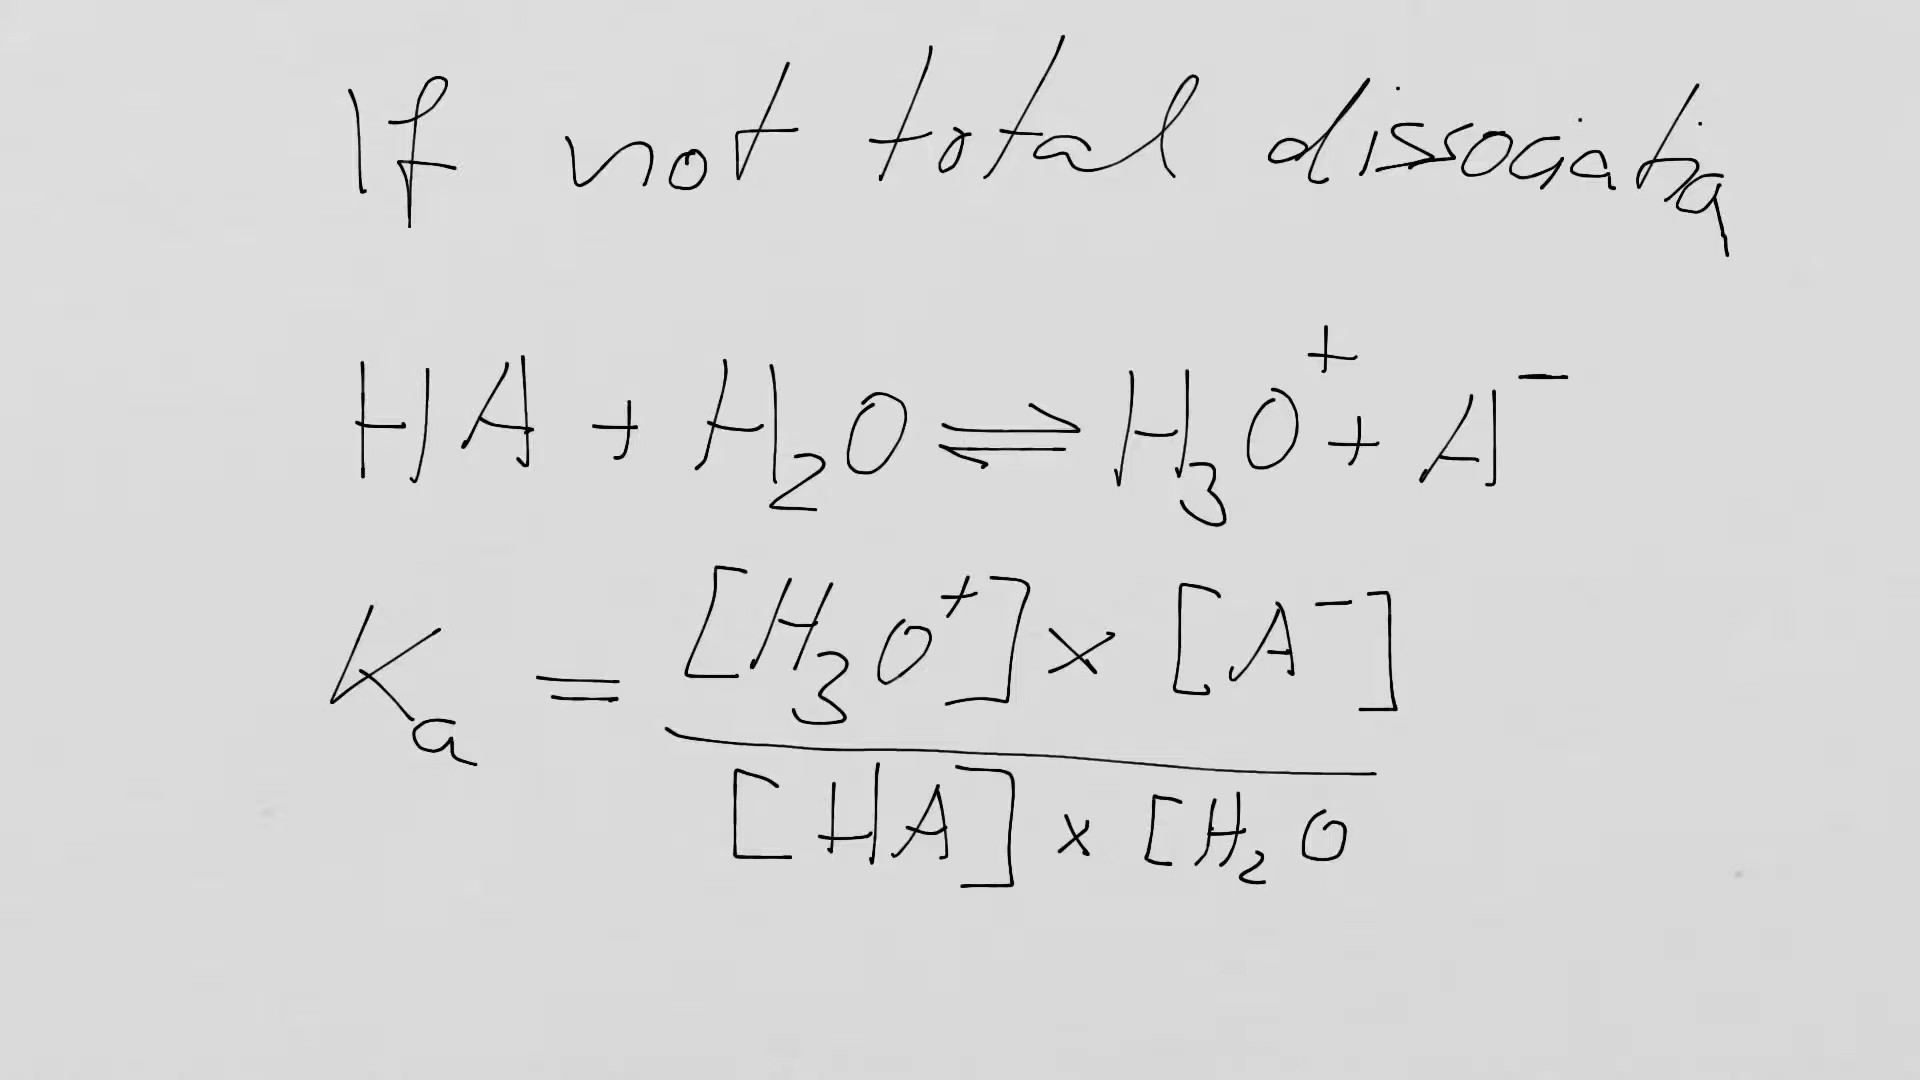 If not total dissociation
HA + H₂O ⇌ H₃O⁺ + A⁻
Kₐ = [H₃O⁺] × [A⁻]
[HA] × [H₂O